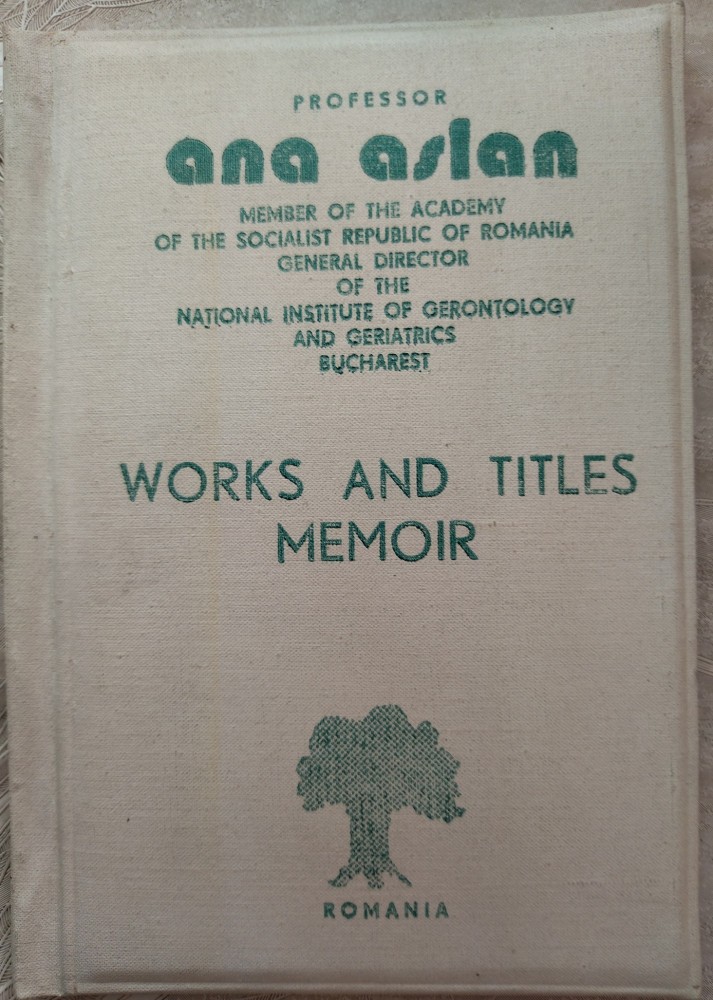 PROFESSOR
ana aslan
MEMBER OF THE ACADEMY
OF THE SOCIALIST REPUBLIC OF ROMANIA
GENERAL DIRECTOR
OF THE
NATIONAL INSTITUTE OF GERONTOLOGY
AND GERIATRICS
BUCHAREST
WORKS AND TITLES
MEMOIR
ROMANIA